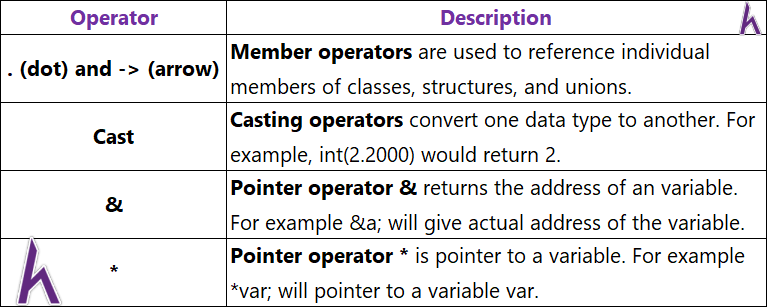 Operator Description
. (dot) and -> (arrow) Member operators are used to reference individual
members of classes, structures, and unions.
Cast Casting operators convert one data type to another. For
example, int(2.2000) would return 2.
& Pointer operator & returns the address of an variable.
For example &a; will give actual address of the variable.
* Pointer operator * is pointer to a variable. For example
*var; will pointer to a variable var.